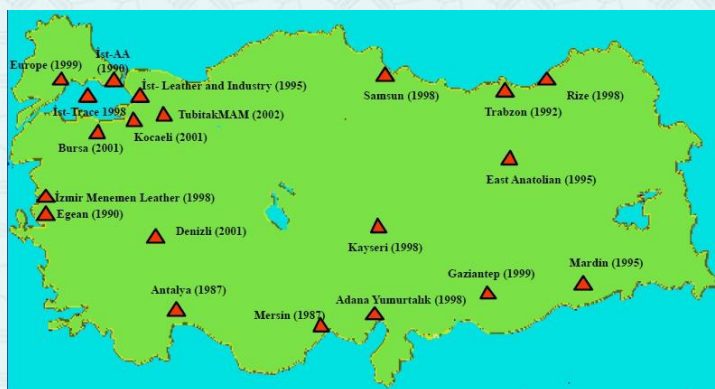 Europe (1999)
İst-AA
(1990)
İst- Leather and Industry (1995)
İst-Trace 1998
TubitakMAM (2002)
Kocaeli (2001)
Bursa (2001)
Samsun (1998)
Trabzon (1992)
Rize (1998)
East Anatolian (1995)
İzmir Menemen Leather (1998)
Egean (1990)
Denizli (2001)
Kayseri (1998)
Mardin (1995)
Gaziantep (1999)
Antalya (1987)
Adana Yumurtalık (1998)
Mersin (1987)